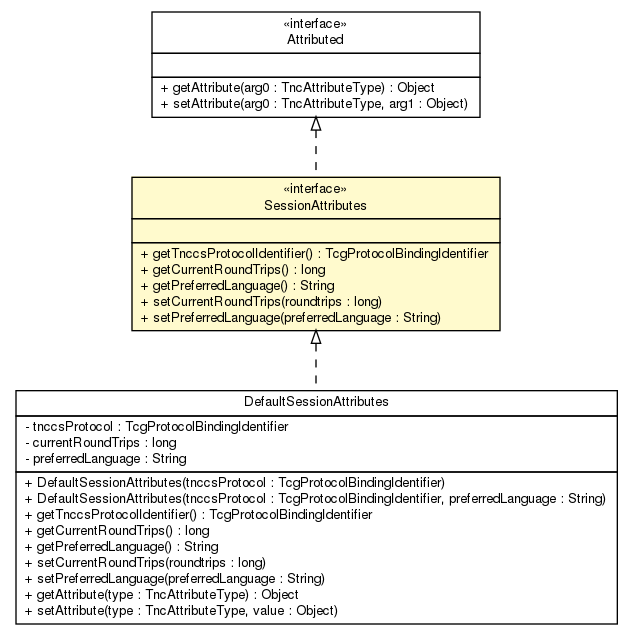 «interface»
Attributed
+ getAttribute(arg0 : TncAttributeType) : Object
+ setAttribute(arg0 : TncAttributeType, arg1 : Object)
«interface»
SessionAttributes
+ getTnccsProtocolIdentifier() : TcgProtocolBindingIdentifier
+ getCurrentRoundTrips() : long
+ getPreferredLanguage() : String
+ setCurrentRoundTrips(roundtrips : long)
+ setPreferredLanguage(preferredLanguage : String)
DefaultSessionAttributes
- tnccsProtocol : TcgProtocolBindingIdentifier
- currentRoundTrips : long
- preferredLanguage : String
+ DefaultSessionAttributes(tnccsProtocol : TcgProtocolBindingIdentifier)
+ DefaultSessionAttributes(tnccsProtocol : TcgProtocolBindingIdentifier, preferredLanguage : String)
+ getTnccsProtocolIdentifier() : TcgProtocolBindingIdentifier
+ getCurrentRoundTrips() : long
+ getPreferredLanguage() : String
+ setCurrentRoundTrips(roundtrips : long)
+ setPreferredLanguage(preferredLanguage : String)
+ getAttribute(type : TncAttributeType) : Object
+ setAttribute(type : TncAttributeType, value : Object)